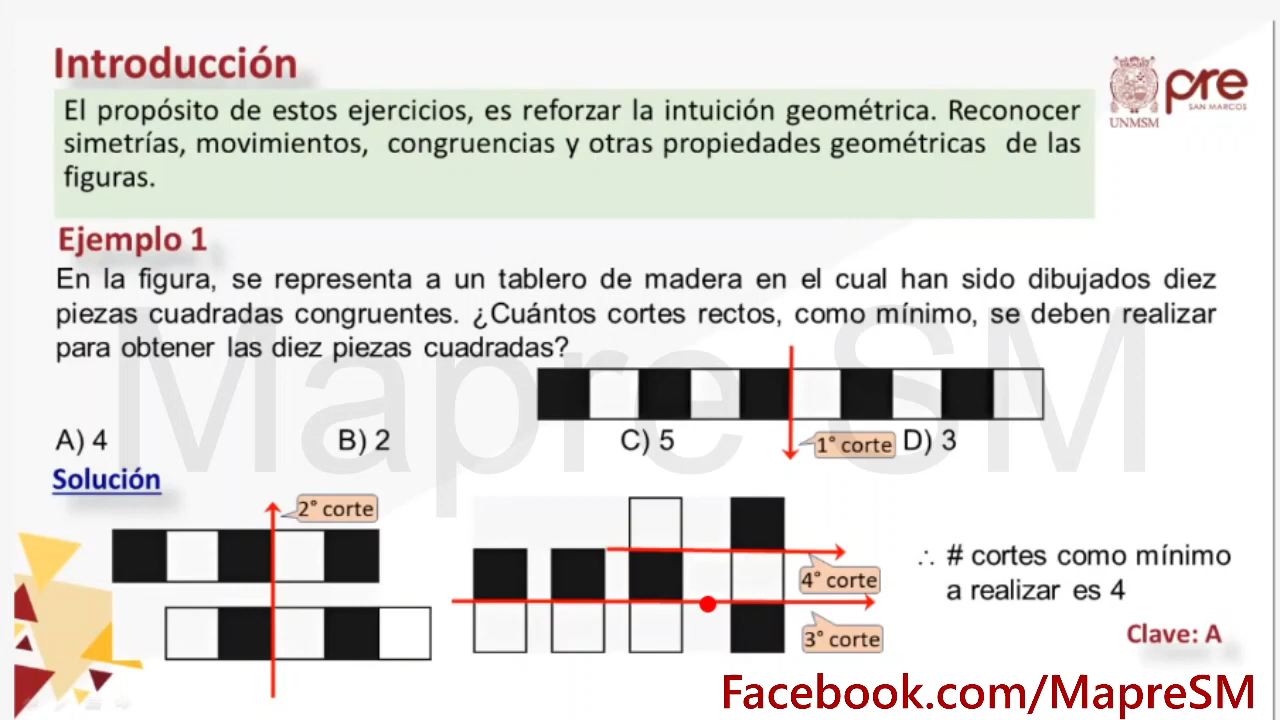 Introducción
El propósito de estos ejercicios, es reforzar la intuición geométrica. Reconocer
simetrías, movimientos, congruencias y otras propiedades geométricas de las
figuras.
UNMSM
pre
SAN MARCOS
Ejemplo 1
En la figura, se representa a un tablero de madera en el cual han sido dibujados diez
piezas cuadradas congruentes. ¿Cuántos cortes rectos, como mínimo, se deben realizar
para obtener las diez piezas cuadradas?
Mapre SM
A) 4 B) 2 C) 5 D) 3
1° corte
Solución
2° corte
4° corte
3° corte
∴ # cortes como mínimo
a realizar es 4
Clave: A
Facebook.com/MapreSM